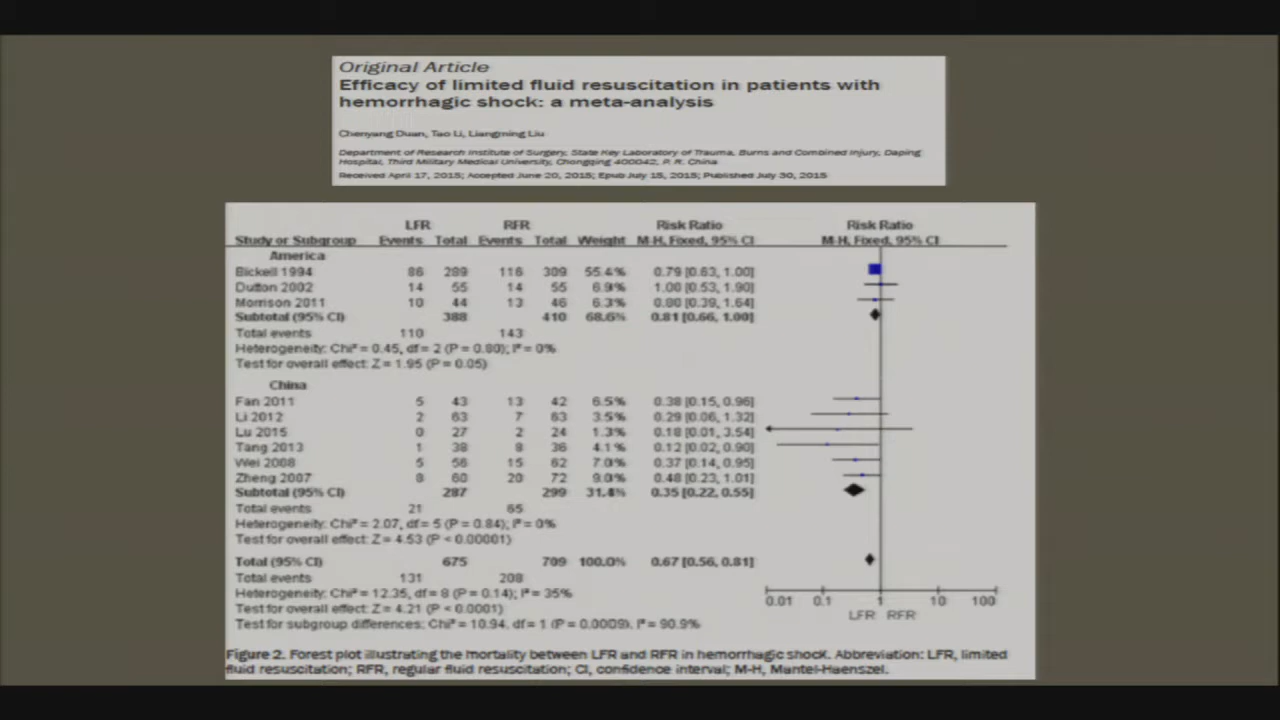 Original Article
Efficacy of limited fluid resuscitation in patients with
hemorrhagic shock: a meta-analysis
Chenyang Duan, Tao Li, Liangming Liu
Department of Research Institute of Surgery, State Key Laboratory of Trauma, Burns and Combined Injury, Daping
Hospital, Third Military Medical University, Chongqing 400042, P. R. China
Received April 17, 2015; Accepted June 20, 2015; Epub July 15, 2015; Published July 30, 2015
LFR RFR Risk Ratio Risk Ratio
Study or Subgroup Events Total Events Total Weight M-H, Fixed, 95% CI M-H, Fixed, 95% CI
America
Bickell 1994 86 289 116 309 55.4% 0.79 [0.63, 1.00]
Dutton 2002 14 55 14 55 6.9% 1.00 [0.53, 1.90]
Morrison 2011 10 44 13 46 6.3% 0.80 [0.39, 1.64]
Subtotal (95% CI) 388 410 68.6% 0.81 [0.66, 1.00]
Total events 110 143
Heterogeneity: Chi² = 0.45, df = 2 (P = 0.80); I² = 0%
Test for overall effect: Z = 1.95 (P = 0.05)
China
Fan 2011 5 43 13 42 6.5% 0.38 [0.15, 0.96]
Li 2012 2 63 7 63 3.5% 0.29 [0.06, 1.32]
Lu 2015 0 27 2 24 1.3% 0.18 [0.01, 3.54]
Tang 2013 1 38 8 36 4.1% 0.12 [0.02, 0.90]
Wei 2008 5 56 15 62 7.0% 0.37 [0.14, 0.95]
Zheng 2007 8 60 20 72 9.0% 0.48 [0.23, 1.01]
Subtotal (95% CI) 287 299 31.4% 0.35 [0.22, 0.55]
Total events 21 65
Heterogeneity: Chi² = 2.07, df = 5 (P = 0.84); I² = 0%
Test for overall effect: Z = 4.53 (P < 0.00001)
Total (95% CI) 675 709 100.0% 0.67 [0.56, 0.81]
Total events 131 208
Heterogeneity: Chi² = 12.35, df = 8 (P = 0.14); I² = 35%
Test for overall effect: Z = 4.21 (P < 0.0001)
Test for subgroup differences: Chi² = 10.94, df = 1 (P = 0.0009), I² = 90.9%
0.01 0.1 1 10 100
LFR RFR
Figure 2. Forest plot illustrating the mortality between LFR and RFR in hemorrhagic shock. Abbreviation: LFR, limited
fluid resuscitation; RFR, regular fluid resuscitation; CI, confidence interval; M-H, Mantel-Haenszel.